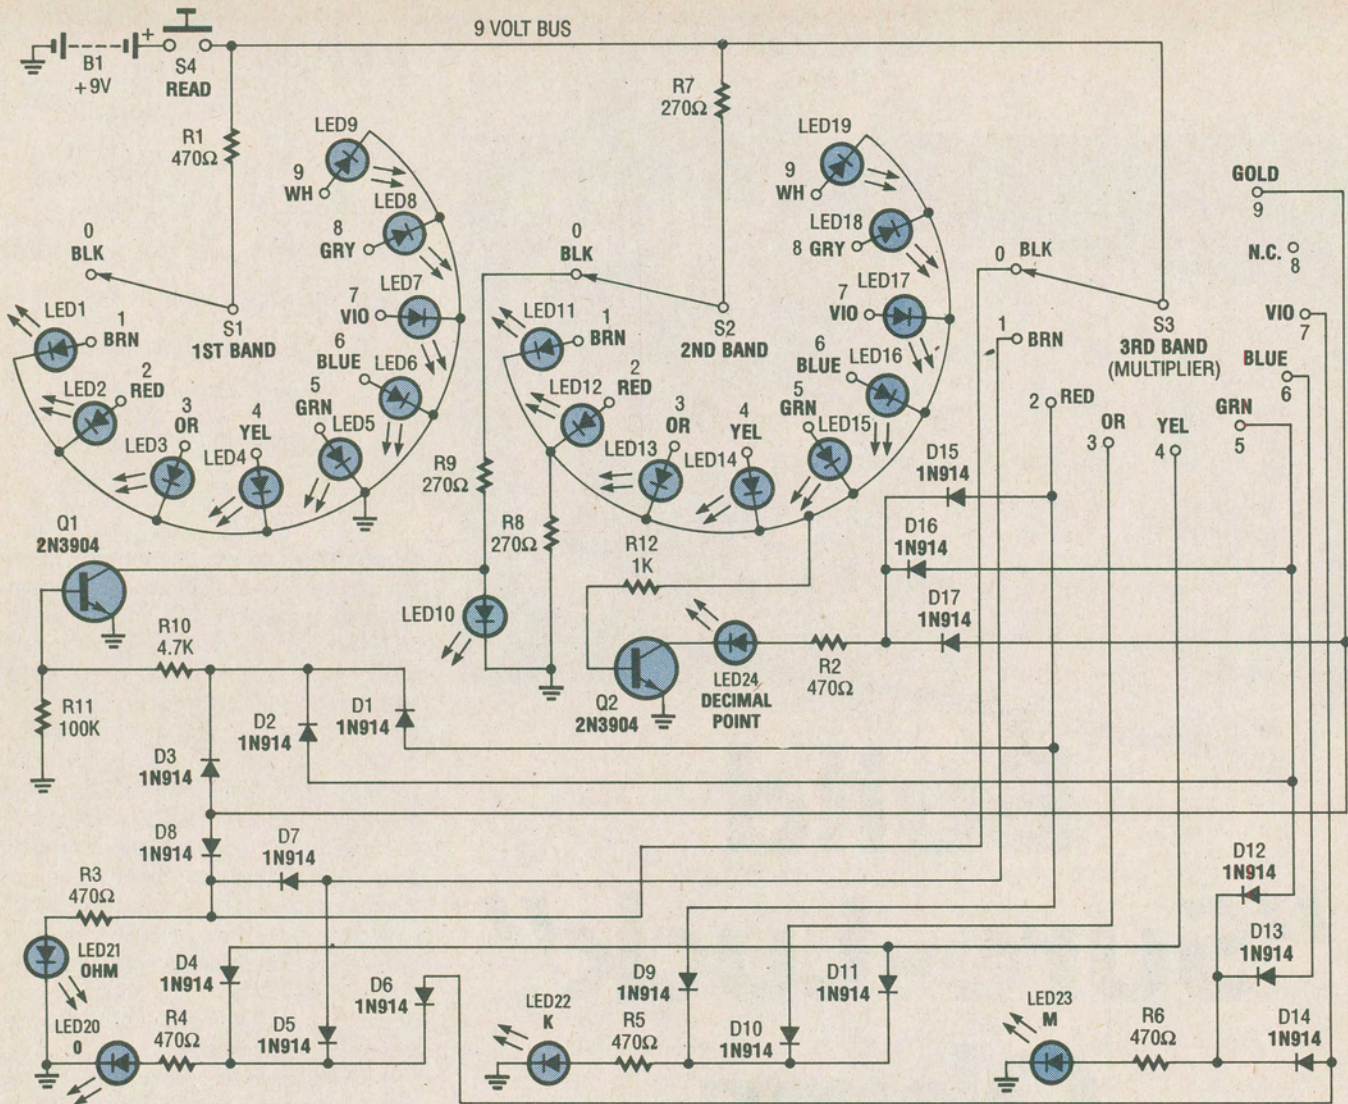 9 VOLT BUS
B1
+9V
+
S4
READ
R1
470Ω
R7
270Ω
LED9
9
WH
LED8
8
GRY
LED7
7
VIO
6
BLUE
LED6
5
GRN
LED5
4
YEL
LED4
3
OR
LED3
2
RED
LED2
1
BRN
LED1
0
BLK
S1
1ST BAND
LED19
9
WH
LED18
8 GRY
LED17
7
VIO
6
BLUE
LED16
5
GRN
LED15
4
YEL
LED14
3
OR
LED13
2
RED
LED12
1
BRN
LED11
0
BLK
S2
2ND BAND
GOLD
9
N.C.
8
VIO
7
BLUE
6
GRN
5
YEL
4
OR
3
2 RED
1
BRN
0 BLK
S3
3RD BAND
(MULTIPLIER)
R9
270Ω
R8
270Ω
R12
1K
D15
1N914
D16
1N914
D17
1N914
Q1
2N3904
LED10
R10
4.7K
R11
100K
Q2
2N3904
LED24
DECIMAL
POINT
R2
470Ω
D3
1N914
D2
1N914
D1
1N914
D8
1N914
D7
1N914
R3
470Ω
LED21
OHM
LED20
0
R4
470Ω
D4
1N914
D5
1N914
D6
1N914
LED22
K
R5
470Ω
D9
1N914
D10
1N914
D11
1N914
LED23
M
R6
470Ω
D12
1N914
D13
1N914
D14
1N914